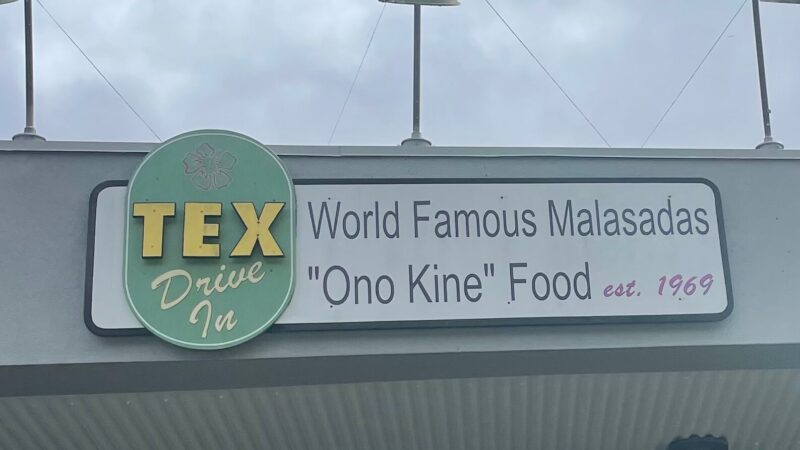 TEX
Drive
In
World Famous Malasadas
"Ono Kine" Food est. 1969